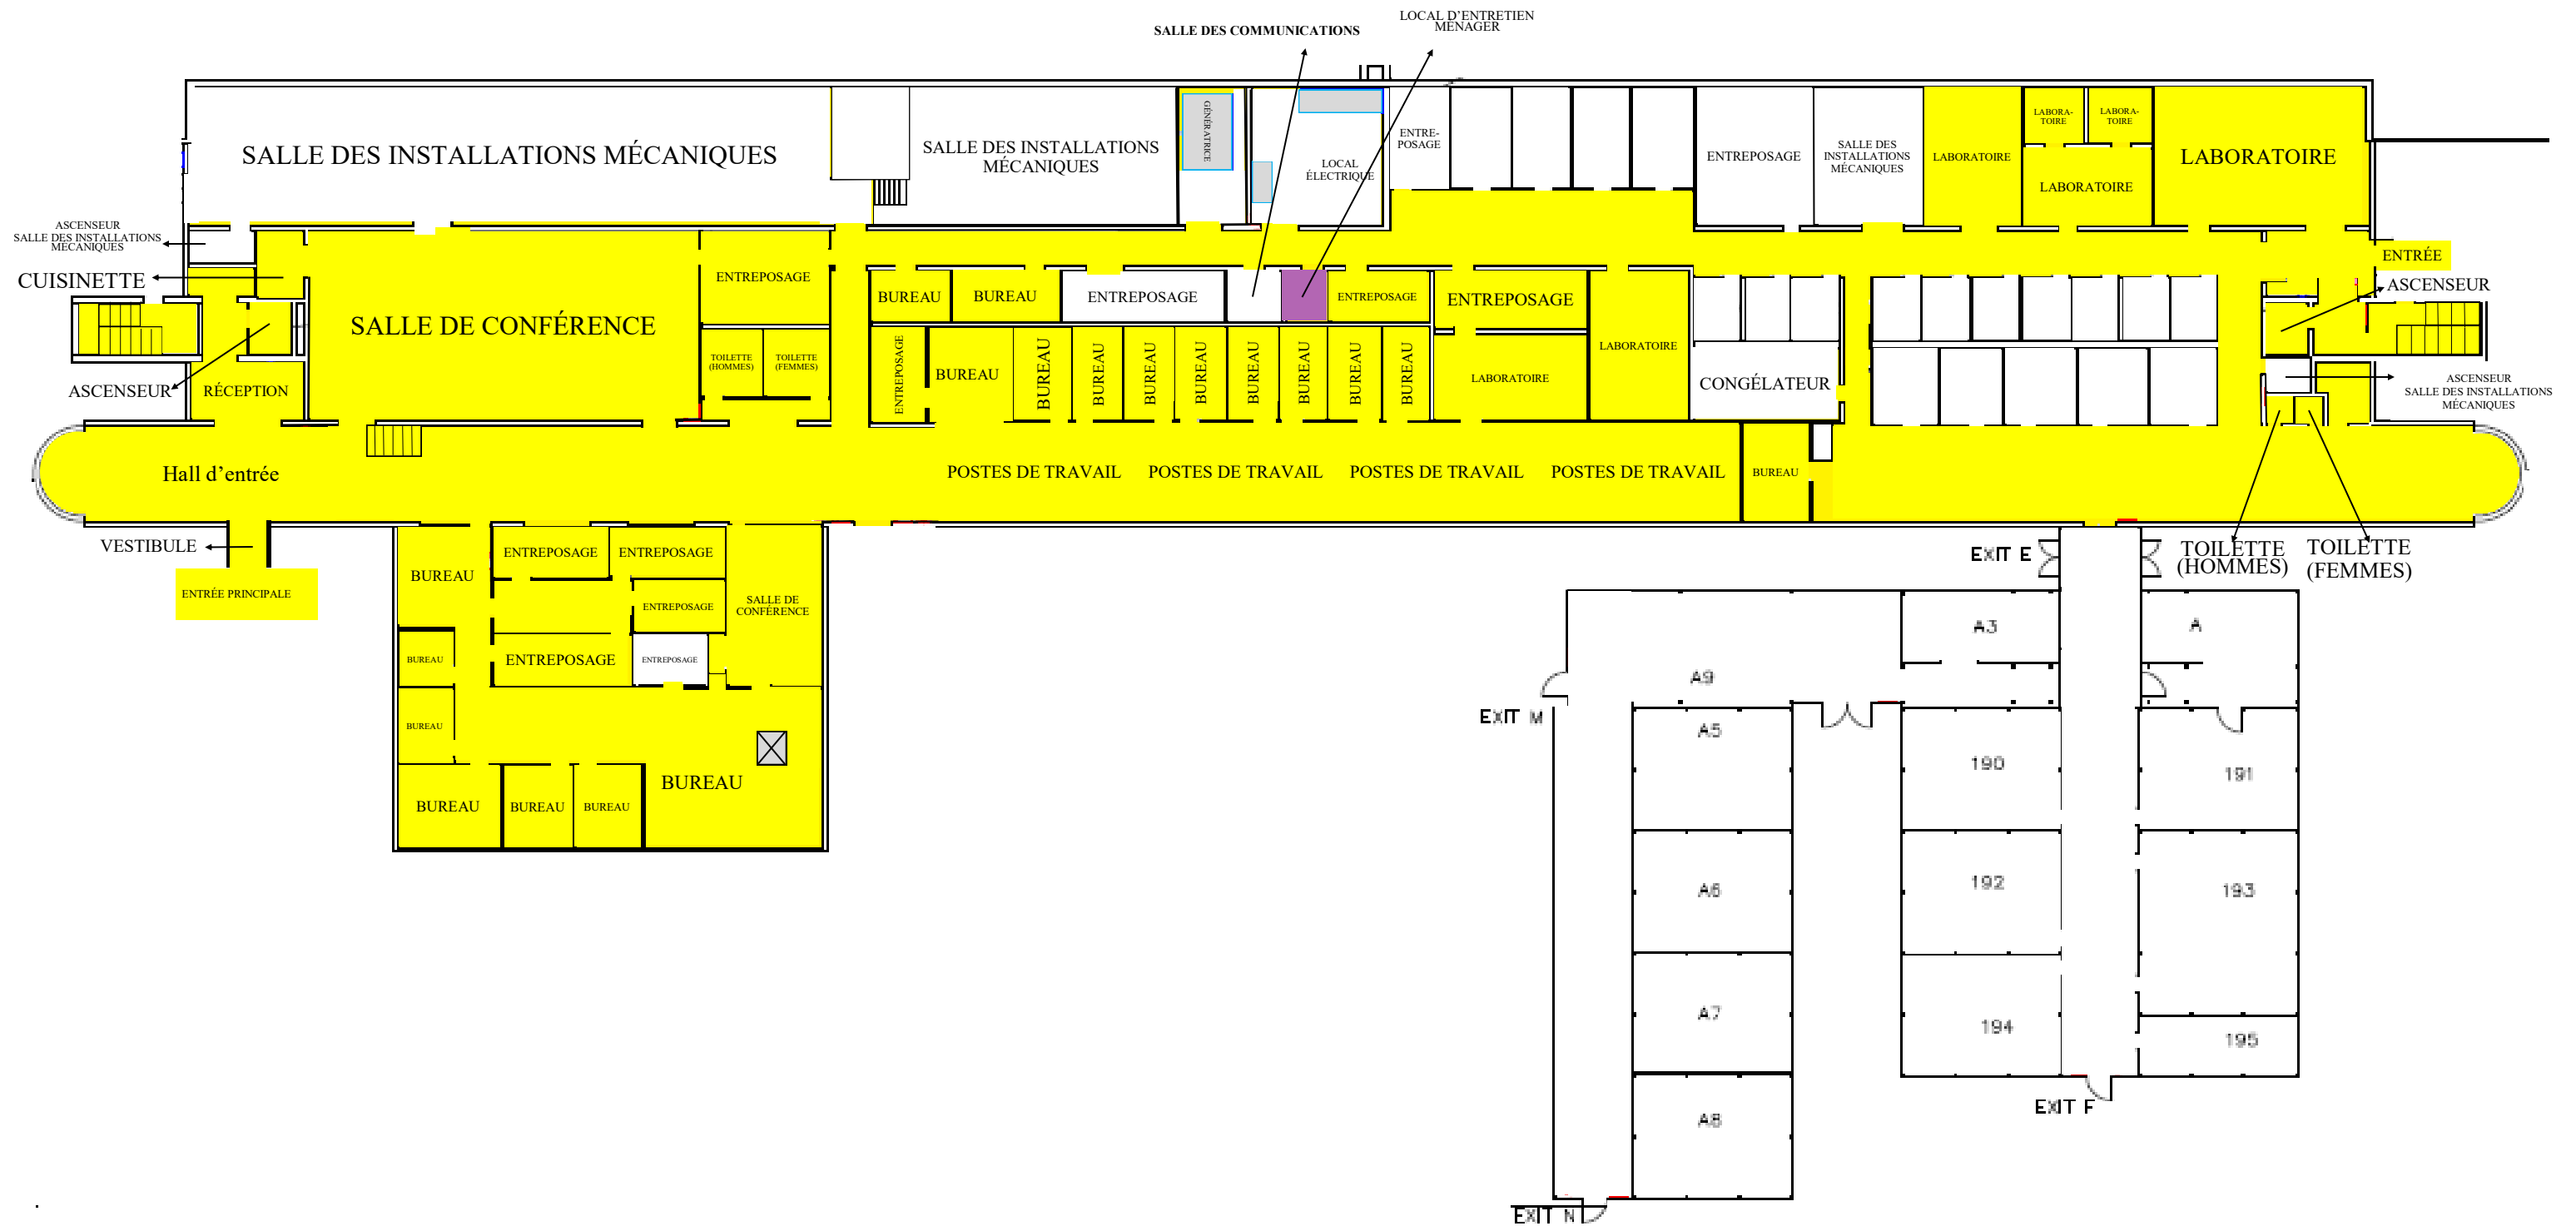 LOCAL D'ENTRETIEN
MÉNAGER
SALLE DES COMMUNICATIONS
SALLE DES INSTALLATIONS MÉCANIQUES
SALLE DES INSTALLATIONS
MÉCANIQUES
GÉNÉRATRICE
LOCAL
ÉLECTRIQUE
ENTRE-
POSAGE
ENTREPOSAGE
SALLE DES
INSTALLATIONS
MÉCANIQUES
LABORATOIRE
LABORA-
TOIRE
LABORA-
TOIRE
LABORATOIRE
LABORATOIRE
ASCENSEUR
SALLE DES INSTALLATIONS
MÉCANIQUES
CUISINETTE
ASCENSEUR
RÉCEPTION
SALLE DE CONFÉRENCE
ENTREPOSAGE
TOILETTE
(HOMMES)
TOILETTE
(FEMMES)
BUREAU
BUREAU
ENTREPOSAGE
ENTREPOSAGE
ENTREPOSAGE
LABORATOIRE
ENTREPOSAGE
BUREAU
BUREAU
BUREAU
BUREAU
BUREAU
BUREAU
BUREAU
BUREAU
BUREAU
LABORATOIRE
CONGÉLATEUR
ENTRÉE
ASCENSEUR
ASCENSEUR
SALLE DES INSTALLATIONS
MÉCANIQUES
Hall d'entrée
POSTES DE TRAVAIL
POSTES DE TRAVAIL
POSTES DE TRAVAIL
POSTES DE TRAVAIL
BUREAU
VESTIBULE
ENTRÉE PRINCIPALE
BUREAU
ENTREPOSAGE
ENTREPOSAGE
ENTREPOSAGE
SALLE DE
CONFÉRENCE
BUREAU
ENTREPOSAGE
ENTREPOSAGE
BUREAU
BUREAU
BUREAU
BUREAU
BUREAU
EXIT E
TOILETTE
(HOMMES)
TOILETTE
(FEMMES)
A3
A
A9
EXIT M
A5
190
191
A6
192
193
A7
194
195
EXIT F
A8
EXIT N